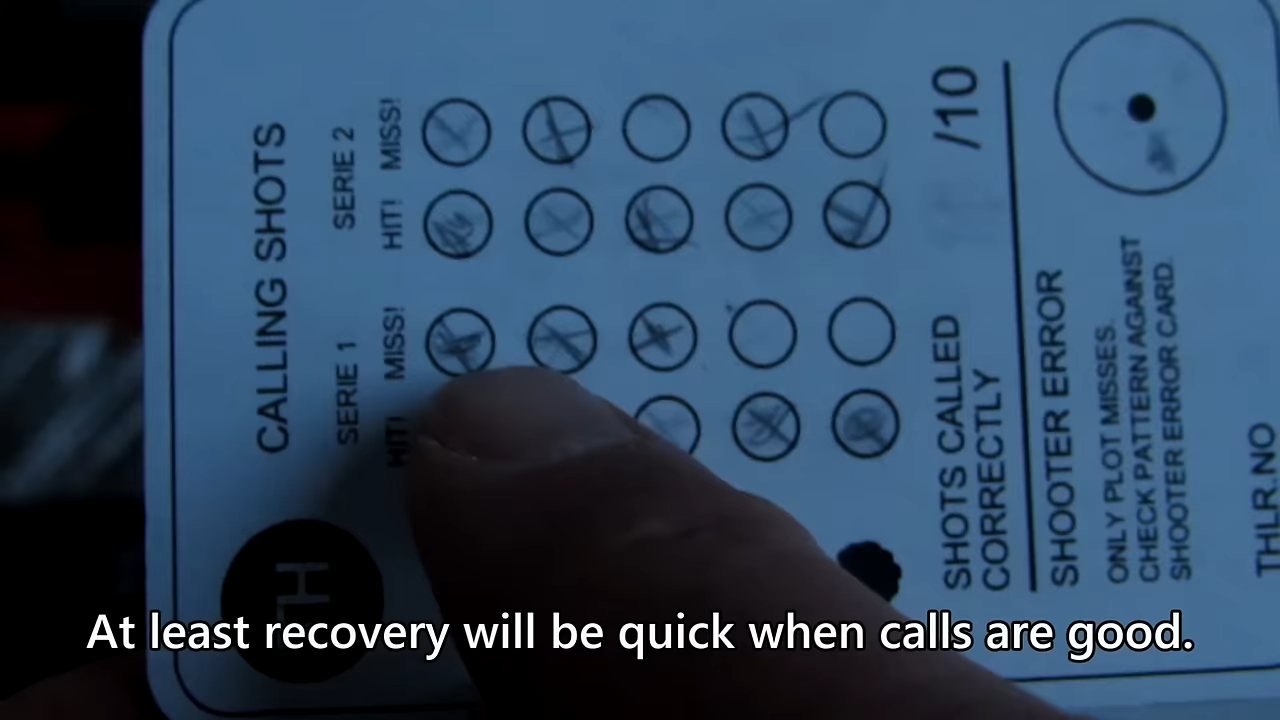 CALLING SHOTS
SERIE 1 SERIE 2
HIT! MISS! HIT! MISS!
SHOTS CALLED
CORRECTLY
/10
SHOOTER ERROR
ONLY PLOT MISSES.
CHECK PATTERN AGAINST
SHOOTER ERROR CARD.
THLR.NO
At least recovery will be quick when calls are good.